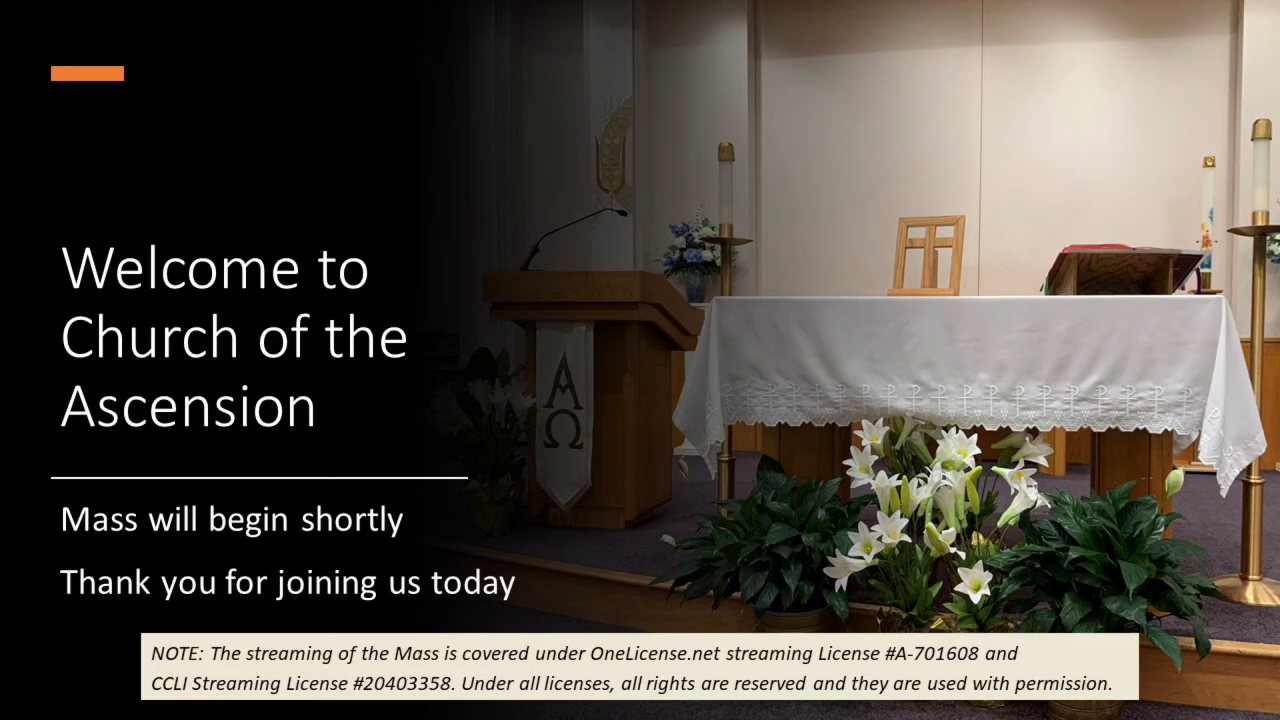 Welcome to
Church of the
Ascension
Mass will begin shortly
Thank you for joining us today
NOTE: The streaming of the Mass is covered under OneLicense.net streaming License #A-701608 and
CCLI Streaming License #20403358. Under all licenses, all rights are reserved and they are used with permission.
Α
Ω